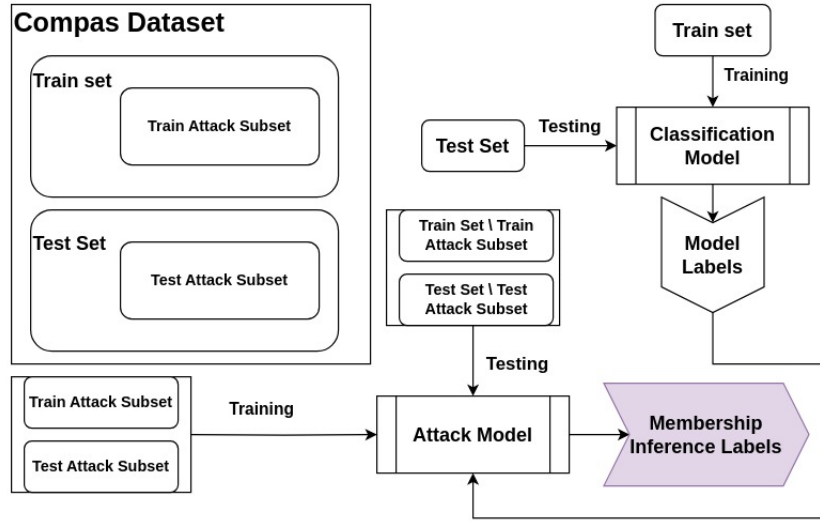 Compas Dataset
Train set
Train Attack Subset
Test Set
Test Attack Subset
Train set
Training
Test Set
Testing
Classification
Model
Model
Labels
Train Set \ Train
Attack Subset
Test Set \ Test
Attack Subset
Testing
Train Attack Subset
Test Attack Subset
Training
Attack Model
Membership
Inference Labels